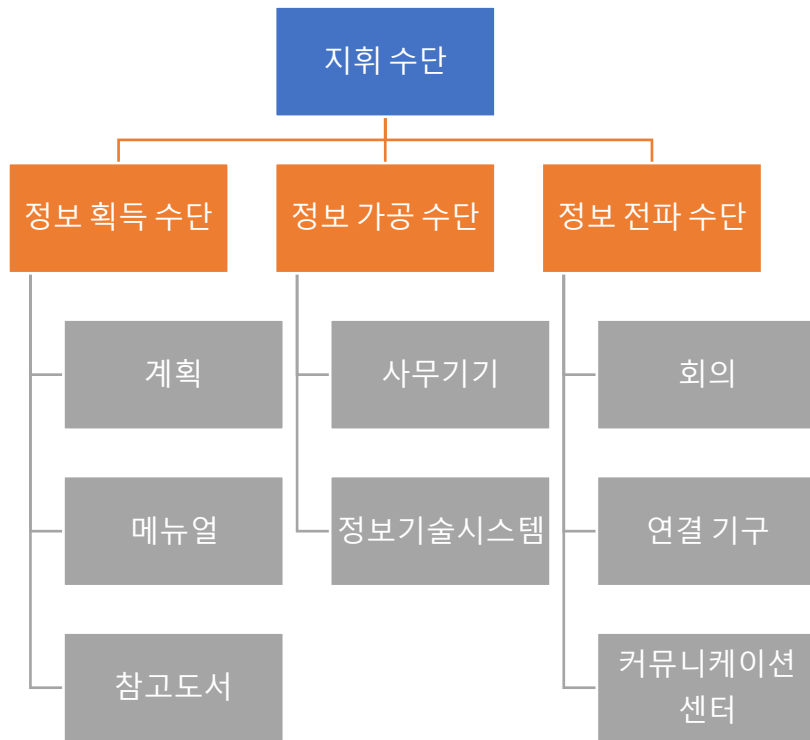 지휘 수단
정보 획득 수단
정보 가공 수단
정보 전파 수단
계획
사무기기
회의
메뉴얼
정보기술시스템
연결 기구
참고도서
커뮤니케이션
센터